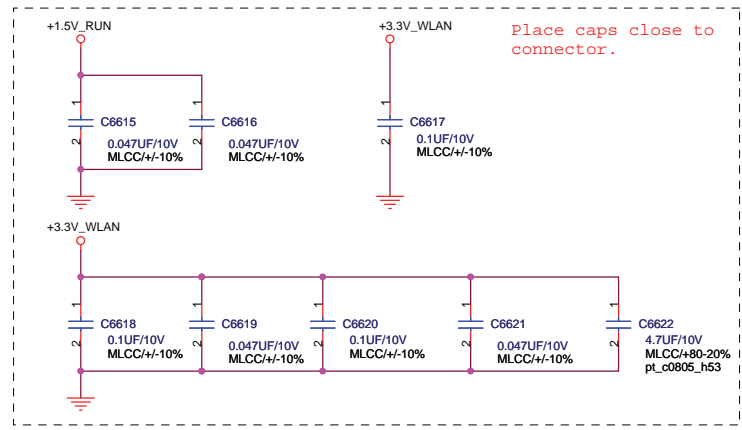 +1.5V_RUN
+3.3V_WLAN
Place caps close to
connector.
1
1
1
C6615
C6616
C6617
2
2
2
0.047UF/10V
0.047UF/10V
0.1UF/10V
MLCC/+/-10%
MLCC/+/-10%
MLCC/+/-10%
+3.3V_WLAN
1
1
1
1
1
C6618
C6619
C6620
C6621
C6622
2
2
2
2
2
0.1UF/10V
0.047UF/10V
0.1UF/10V
0.047UF/10V
4.7UF/10V
MLCC/+/-10%
MLCC/+/-10%
MLCC/+/-10%
MLCC/+/-10%
MLCC/+80-20%
pt_c0805_h53